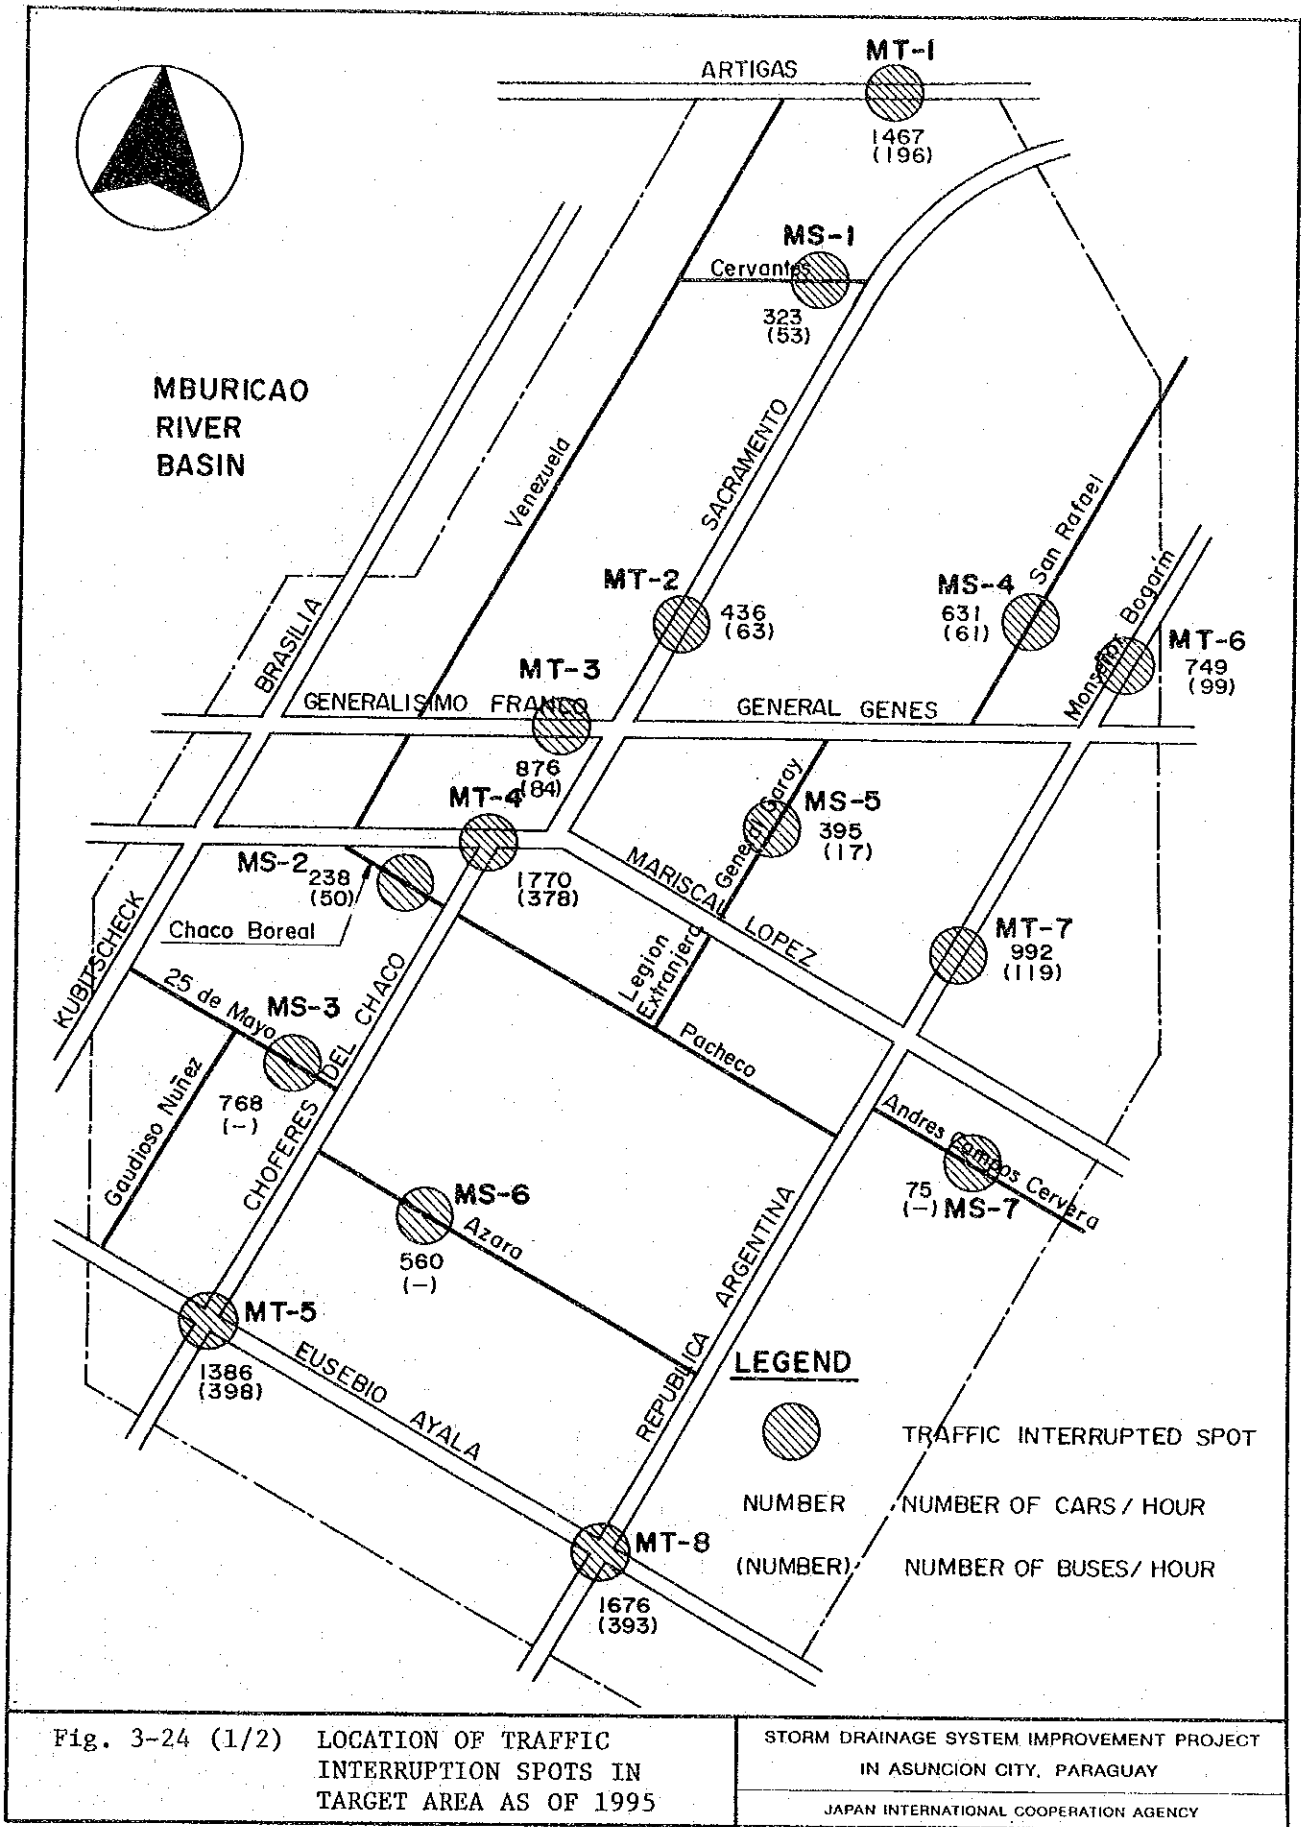 MT-1
ARTIGAS
1467
(196)
MS-1
Cervantes
323
(53)
MBURICAO
RIVER
BASIN
Venezuela
SACRAMENTO
San Rafael
Monseñor Bogarín
BRASILIA
MT-2
436
(63)
MS-4
631
(61)
MT-6
749
(99)
MT-3
GENERALISIMO FRANCO
GENERAL GENES
876
(84)
MT-4
General Garay
MS-5
395
(17)
MS-2
238
(50)
1770
(378)
MARISCAL LOPEZ
Chaco Boreal
KUBITSCHECK
Legion
Extranjera
MT-7
992
(119)
25 de Mayo
MS-3
768
(-)
CHOFERES DEL CHACO
Pacheco
Gaudioso Nuñez
Andres Campos Cervera
75
(-)
MS-7
MS-6
Azara
560
(-)
REPUBLICA ARGENTINA
MT-5
1386
(398)
EUSEBIO AYALA
MT-8
1676
(393)
LEGEND
TRAFFIC INTERRUPTED SPOT
NUMBER NUMBER OF CARS / HOUR
(NUMBER) NUMBER OF BUSES / HOUR
Fig. 3-24 (1/2) LOCATION OF TRAFFIC
INTERRUPTION SPOTS IN
TARGET AREA AS OF 1995
STORM DRAINAGE SYSTEM IMPROVEMENT PROJECT
IN ASUNCION CITY, PARAGUAY
JAPAN INTERNATIONAL COOPERATION AGENCY